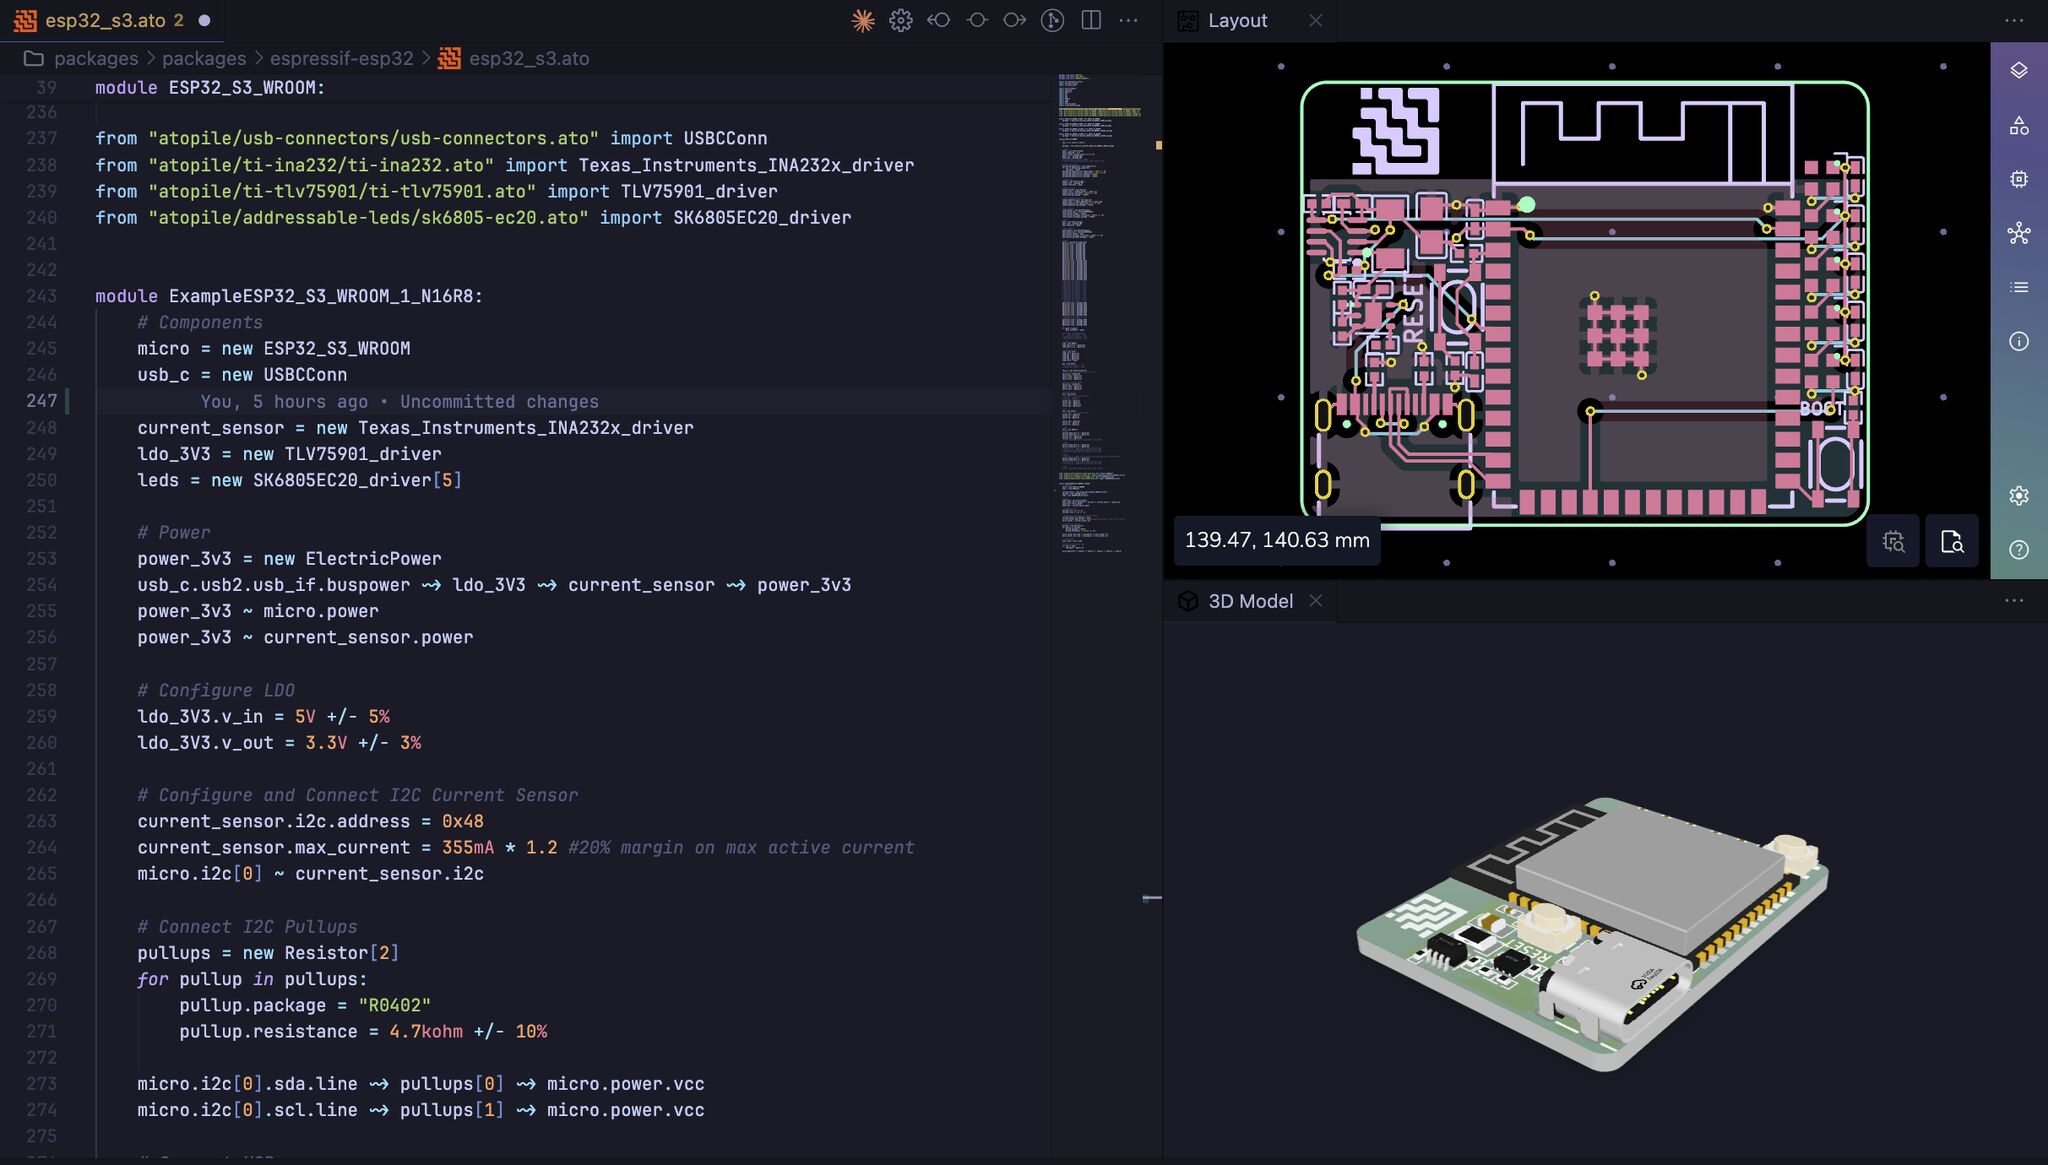 esp32_s3.ato 2
packages > packages > espressif-esp32 > esp32_s3.ato
39 module ESP32_S3_WROOM:
236
237 from "atopile/usb-connectors/usb-connectors.ato" import USBCConn
238 from "atopile/ti-ina232/ti-ina232.ato" import Texas_Instruments_INA232x_driver
239 from "atopile/ti-tlv75901/ti-tlv75901.ato" import TLV75901_driver
240 from "atopile/addressable-leds/sk6805-ec20.ato" import SK6805EC20_driver
241
242
243 module ExampleESP32_S3_WROOM_1_N16R8:
244 # Components
245 micro = new ESP32_S3_WROOM
246 usb_c = new USBCConn
247 You, 5 hours ago • Uncommitted changes
248 current_sensor = new Texas_Instruments_INA232x_driver
249 ldo_3V3 = new TLV75901_driver
250 leds = new SK6805EC20_driver[5]
251
252 # Power
253 power_3v3 = new ElectricPower
254 usb_c.usb2.usb_if.buspower ~> ldo_3V3 ~> current_sensor ~> power_3v3
255 power_3v3 ~ micro.power
256 power_3v3 ~ current_sensor.power
257
258 # Configure LDO
259 ldo_3V3.v_in = 5V +/- 5%
260 ldo_3V3.v_out = 3.3V +/- 3%
261
262 # Configure and Connect I2C Current Sensor
263 current_sensor.i2c.address = 0x48
264 current_sensor.max_current = 355mA * 1.2 #20% margin on max active current
265 micro.i2c[0] ~ current_sensor.i2c
266
267 # Connect I2C Pullups
268 pullups = new Resistor[2]
269 for pullup in pullups:
270 pullup.package = "R0402"
271 pullup.resistance = 4.7kohm +/- 10%
272
273 micro.i2c[0].sda.line ~> pullups[0] ~> micro.power.vcc
274 micro.i2c[0].scl.line ~> pullups[1] ~> micro.power.vcc
275
Layout
RESET
BOOT
139.47, 140.63 mm
3D Model
RESET